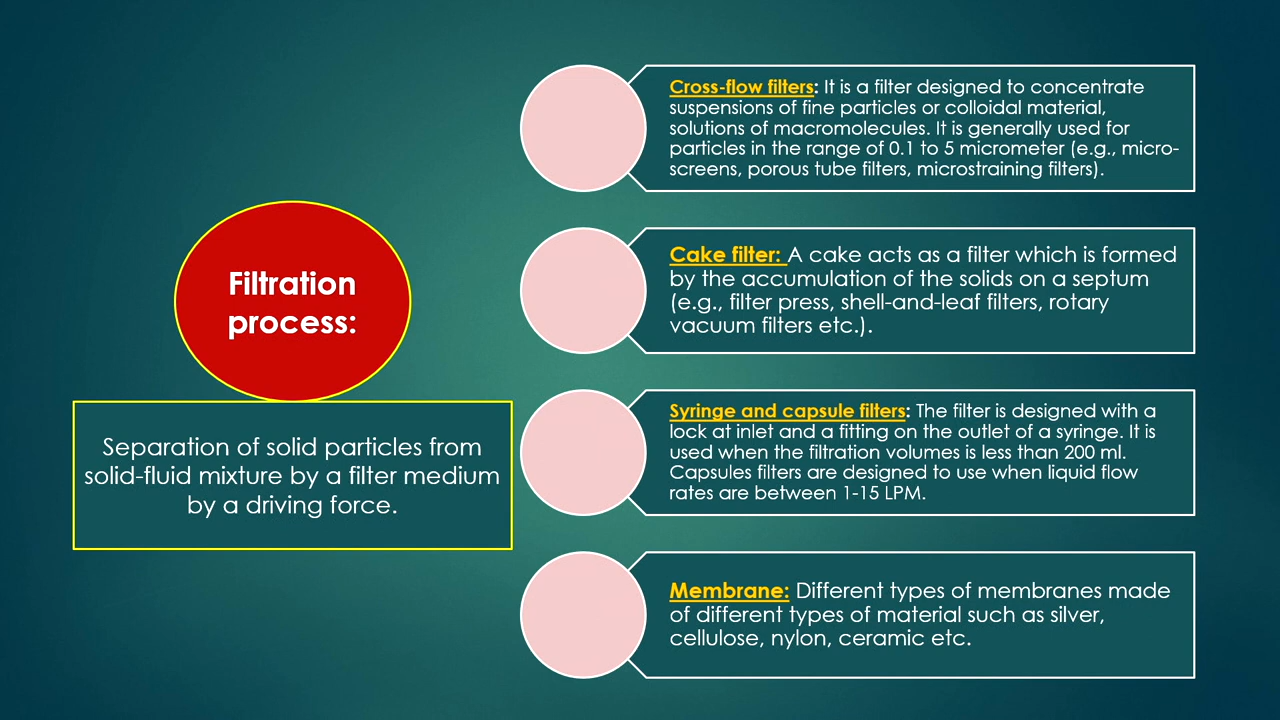 Filtration
process:
Separation of solid particles from
solid-fluid mixture by a filter medium
by a driving force.
Cross-flow filters: It is a filter designed to concentrate
suspensions of fine particles or colloidal material,
solutions of macromolecules. It is generally used for
particles in the range of 0.1 to 5 micrometer (e.g., micro-
screens, porous tube filters, microstraining filters).
Cake filter: A cake acts as a filter which is formed
by the accumulation of the solids on a septum
(e.g., filter press, shell-and-leaf filters, rotary
vacuum filters etc.).
Syringe and capsule filters: The filter is designed with a
lock at inlet and a fitting on the outlet of a syringe. It is
used when the filtration volumes is less than 200 ml.
Capsules filters are designed to use when liquid flow
rates are between 1-15 LPM.
Membrane: Different types of membranes made
of different types of material such as silver,
cellulose, nylon, ceramic etc.